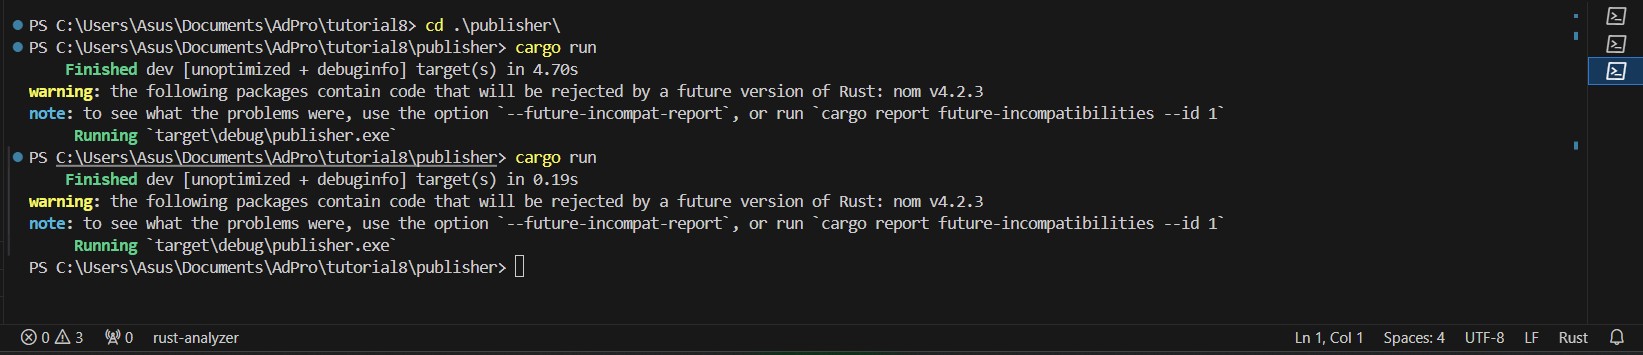 PS C:\Users\Asus\Documents\AdPro\tutorial8> cd .\publisher\
PS C:\Users\Asus\Documents\AdPro\tutorial8\publisher> cargo run
    Finished dev [unoptimized + debuginfo] target(s) in 4.70s
warning: the following packages contain code that will be rejected by a future version of Rust: nom v4.2.3
note: to see what the problems were, use the option `--future-incompat-report`, or run `cargo report future-incompatibilities --id 1`
     Running `target\debug\publisher.exe`
PS C:\Users\Asus\Documents\AdPro\tutorial8\publisher> cargo run
    Finished dev [unoptimized + debuginfo] target(s) in 0.19s
warning: the following packages contain code that will be rejected by a future version of Rust: nom v4.2.3
note: to see what the problems were, use the option `--future-incompat-report`, or run `cargo report future-incompatibilities --id 1`
     Running `target\debug\publisher.exe`
PS C:\Users\Asus\Documents\AdPro\tutorial8\publisher>
0 3 0 rust-analyzer Ln 1, Col 1 Spaces: 4 UTF-8 LF Rust